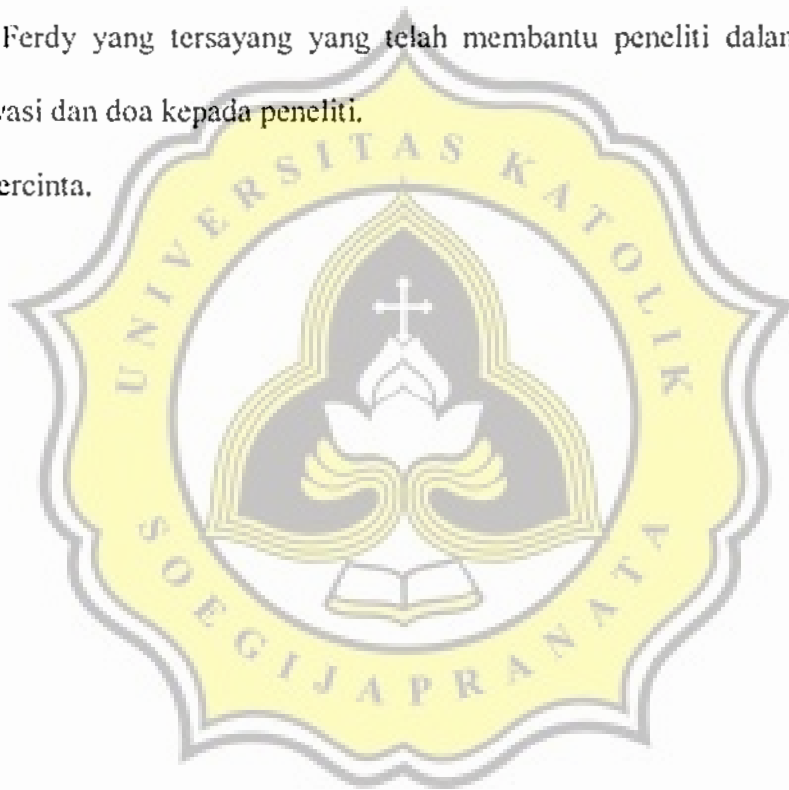 Ferdy yang tersayang yang telah membantu peneliti dalam
vasi dan doa kepada peneliti.
ercinta.
UNIVERSITAS KATOLIK
SOEGIJAPRANATA